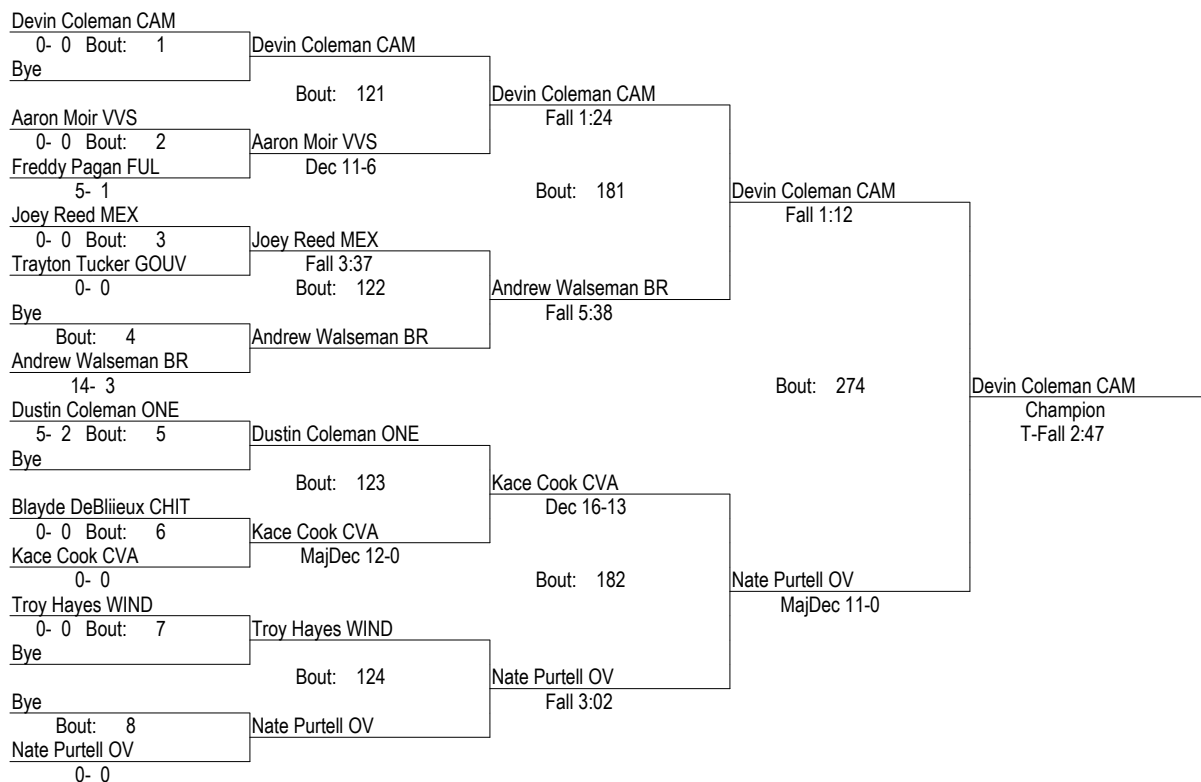 Devin Coleman CAM
0- 0 Bout: 1
Bye
Devin Coleman CAM
Bout: 121
Aaron Moir VVS
0- 0 Bout: 2
Freddy Pagan FUL
5- 1
Aaron Moir VVS
Dec 11-6
Devin Coleman CAM
Fall 1:24
Bout: 181
Joey Reed MEX
0- 0 Bout: 3
Trayton Tucker GOUV
0- 0
Joey Reed MEX
Fall 3:37
Bout: 122
Bye
Bout: 4
Andrew Walseman BR
14- 3
Andrew Walseman BR
Andrew Walseman BR
Fall 5:38
Devin Coleman CAM
Fall 1:12
Bout: 274
Dustin Coleman ONE
5- 2 Bout: 5
Bye
Dustin Coleman ONE
Bout: 123
Blayde DeBliieux CHIT
0- 0 Bout: 6
Kace Cook CVA
0- 0
Kace Cook CVA
MajDec 12-0
Kace Cook CVA
Dec 16-13
Bout: 182
Troy Hayes WIND
0- 0 Bout: 7
Bye
Troy Hayes WIND
Bout: 124
Bye
Bout: 8
Nate Purtell OV
0- 0
Nate Purtell OV
Nate Purtell OV
Fall 3:02
Nate Purtell OV
MajDec 11-0
Devin Coleman CAM
Champion
T-Fall 2:47